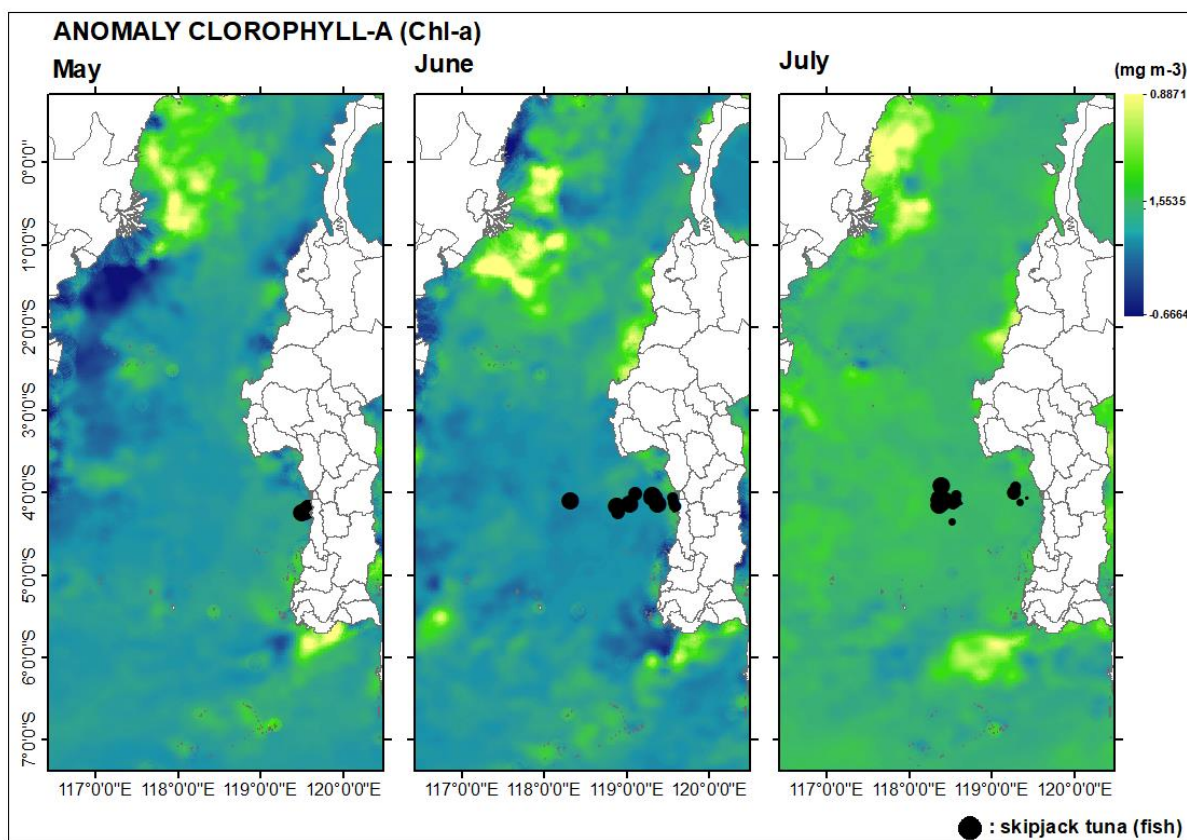 ANOMALY CLOROPHYLL-A (Chl-a)
May
June
July
(mg m-3)
0.8871
1,5535
-0.6664
0°0'0"
1°0'0"S
2°0'0"S
3°0'0"S
4°0'0"S
5°0'0"S
6°0'0"S
7°0'0"S
117°0'0"E 118°0'0"E 119°0'0"E 120°0'0"E
117°0'0"E 118°0'0"E 119°0'0"E 120°0'0"E
117°0'0"E 118°0'0"E 119°0'0"E 120°0'0"E
: skipjack tuna (fish)